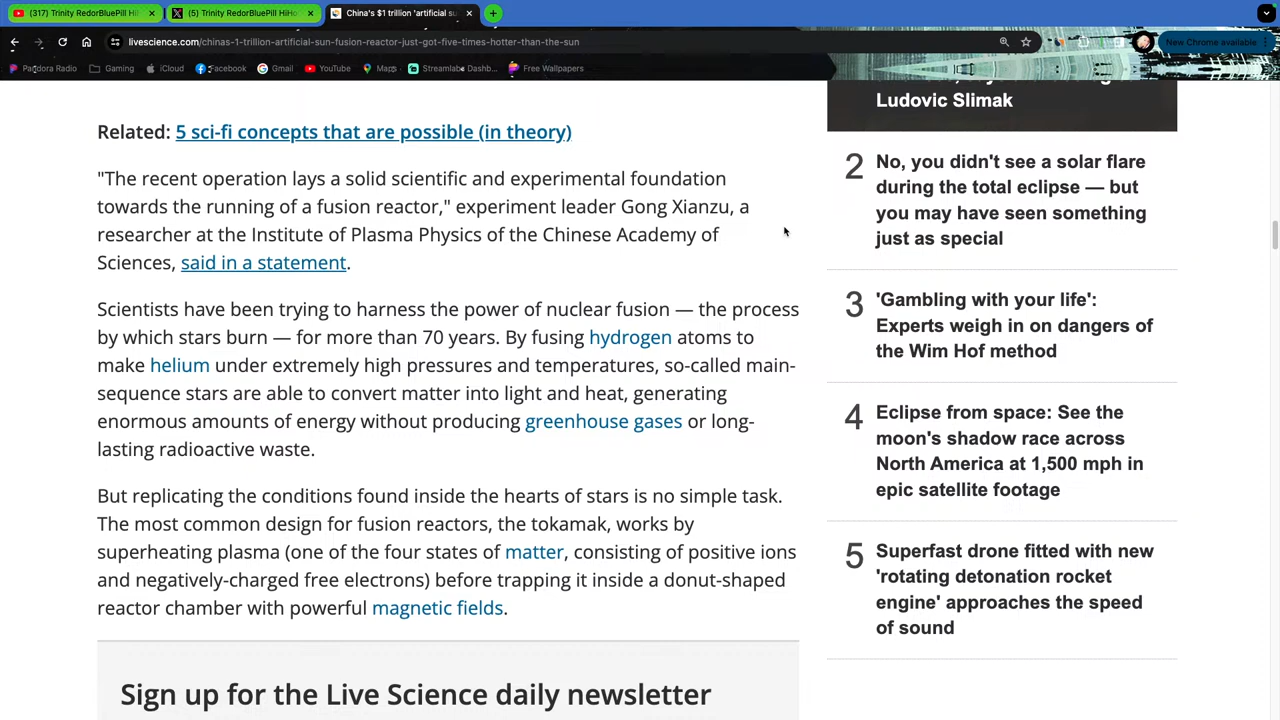 (317) Trinity RedorBluePill Hi
(5) Trinity RedorBluePill HiHo
China's $1 trillion 'artificial su
livescience.com/chinas-1-trillion-artificial-sun-fusion-reactor-just-got-five-times-hotter-than-the-sun
New Chrome available
Pandora Radio
Gaming
iCloud
Facebook
Gmail
YouTube
Maps
Streamlabs Dashb...
Free Wallpapers
Related: 5 sci-fi concepts that are possible (in theory)
"The recent operation lays a solid scientific and experimental foundation
towards the running of a fusion reactor," experiment leader Gong Xianzu, a
researcher at the Institute of Plasma Physics of the Chinese Academy of
Sciences, said in a statement.
Scientists have been trying to harness the power of nuclear fusion — the process
by which stars burn — for more than 70 years. By fusing hydrogen atoms to
make helium under extremely high pressures and temperatures, so-called main-
sequence stars are able to convert matter into light and heat, generating
enormous amounts of energy without producing greenhouse gases or long-
lasting radioactive waste.
But replicating the conditions found inside the hearts of stars is no simple task.
The most common design for fusion reactors, the tokamak, works by
superheating plasma (one of the four states of matter, consisting of positive ions
and negatively-charged free electrons) before trapping it inside a donut-shaped
reactor chamber with powerful magnetic fields.
Sign up for the Live Science daily newsletter
Ludovic Slimak
2
No, you didn't see a solar flare
during the total eclipse — but
you may have seen something
just as special
3
'Gambling with your life':
Experts weigh in on dangers of
the Wim Hof method
4
Eclipse from space: See the
moon's shadow race across
North America at 1,500 mph in
epic satellite footage
5
Superfast drone fitted with new
'rotating detonation rocket
engine' approaches the speed
of sound